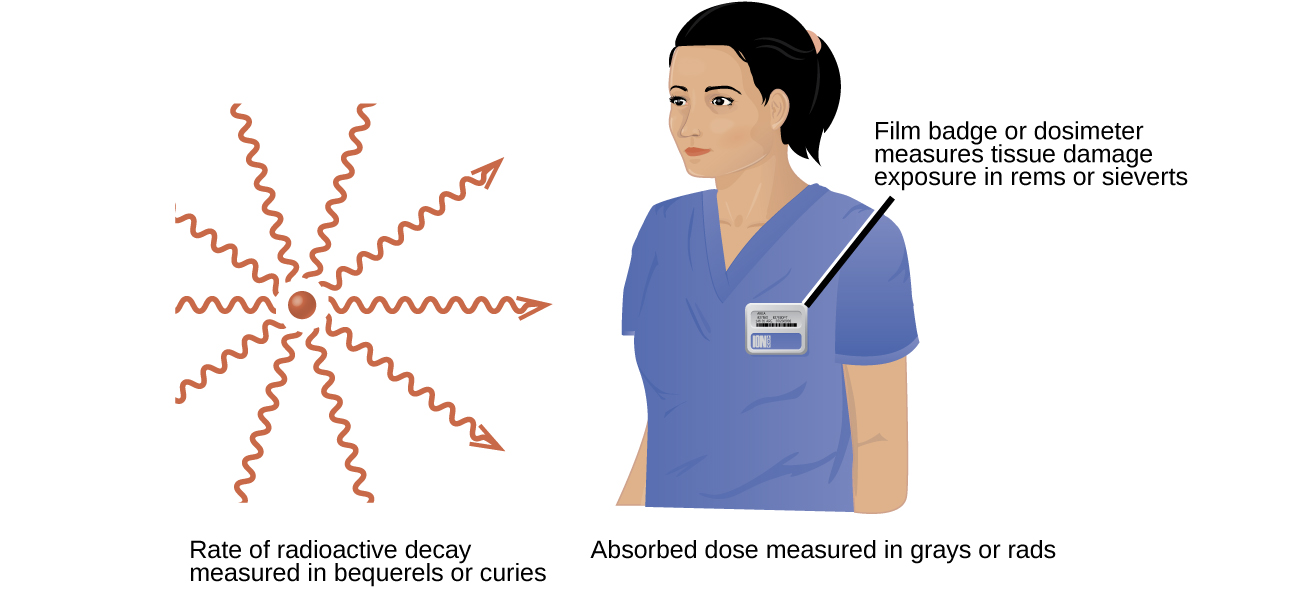 Film badge or dosimeter
measures tissue damage
exposure in rems or sieverts
ION
Rate of radioactive decay
measured in bequerels or curies
Absorbed dose measured in grays or rads